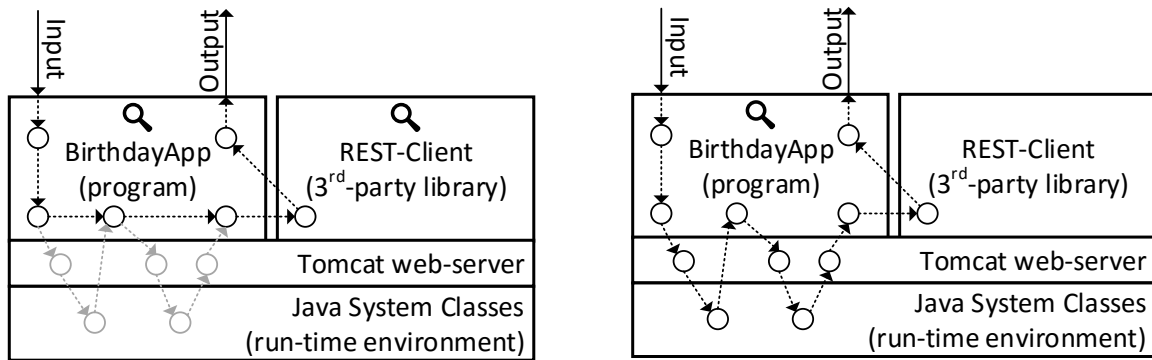 Input
Output
BirthdayApp
(program)
REST-Client
(3rd-party library)
Tomcat web-server
Java System Classes
(run-time environment)
Input
Output
BirthdayApp
(program)
REST-Client
(3rd-party library)
Tomcat web-server
Java System Classes
(run-time environment)